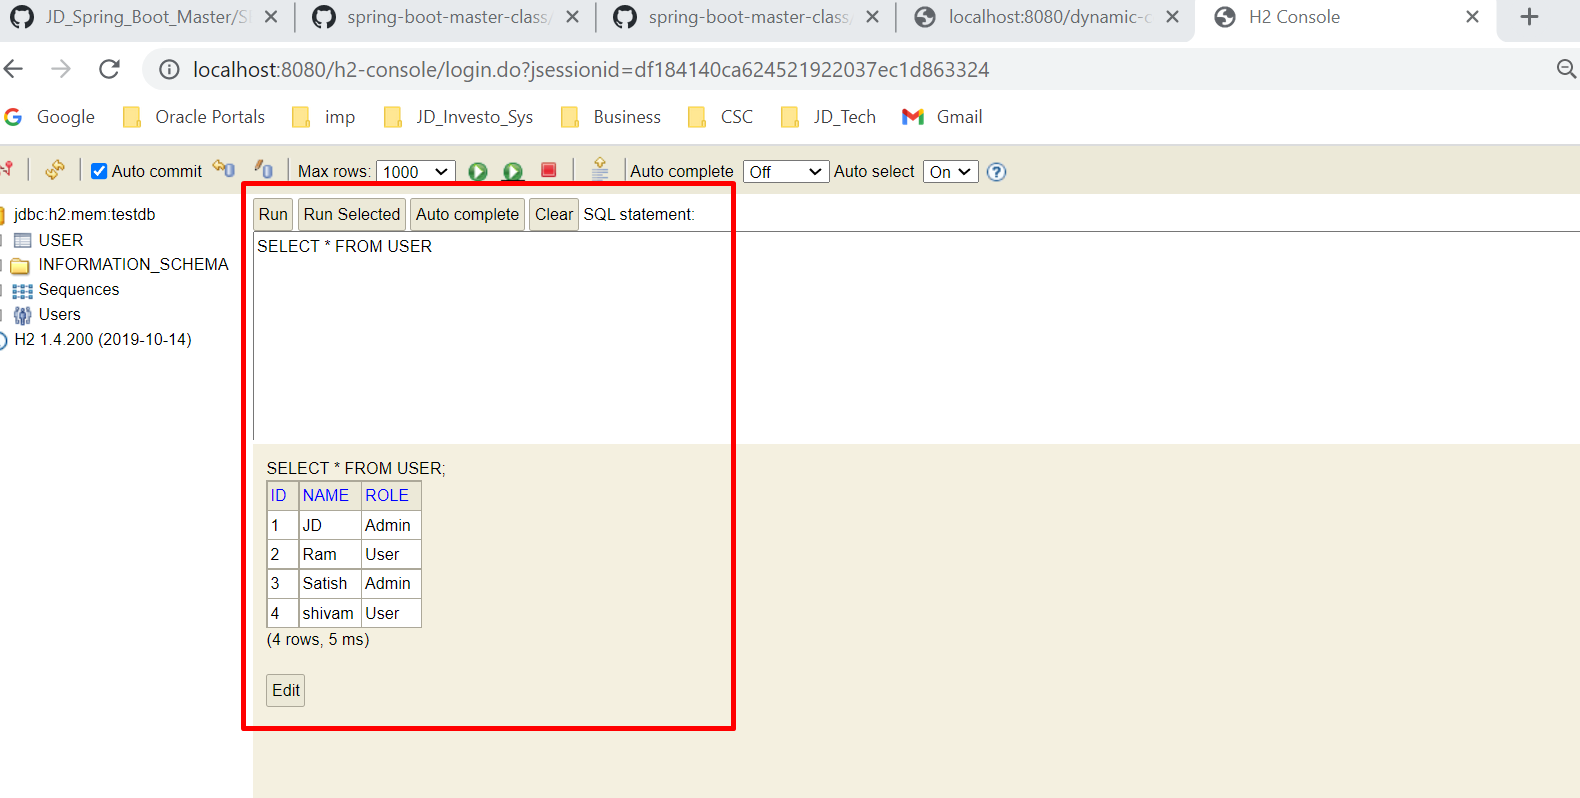 JD_Spring_Boot_Master/S
spring-boot-master-class/
spring-boot-master-class/
localhost:8080/dynamic-c
H2 Console
localhost:8080/h2-console/login.do?jsessionid=df184140ca624521922037ec1d863324
Google Oracle Portals imp JD_Investo_Sys Business CSC JD_Tech Gmail
Auto commit Max rows: 1000 Auto complete Off Auto select On
jdbc:h2:mem:testdb
USER
INFORMATION_SCHEMA
Sequences
Users
H2 1.4.200 (2019-10-14)
Run Run Selected Auto complete Clear SQL statement:
SELECT * FROM USER
SELECT * FROM USER;
ID NAME ROLE
1 JD Admin
2 Ram User
3 Satish Admin
4 shivam User
(4 rows, 5 ms)
Edit